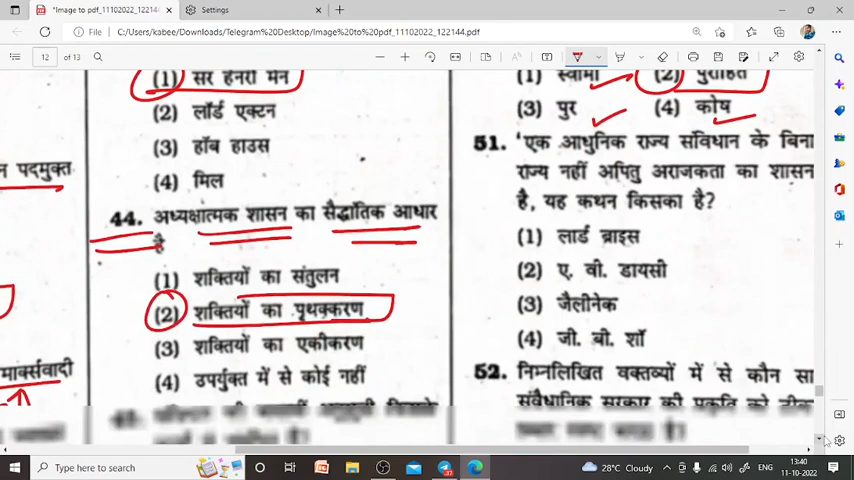 *Image to pdf_11102022_12214
Settings
File
C:/Users/kabee/Downloads/Telegram%20Desktop/Image%20to%20pdf_11102022_122144.pdf
12 of 13
(1) सर हेनरी मेन
(2) लॉर्ड एक्टन
(3) हॉब हाउस
(4) मिल
न पद्मुक्त
44. अध्यक्षात्मक शासन का सैद्धांतिक आधार
है
(1) शक्तियों का संतुलन
(2) शक्तियों का पृथक्करण
(3) शक्तियों का एकीकरण
(4) उपर्युक्त में से कोई नहीं
मार्क्सवादी
(1) स्वामी (2) पुरोहित
(3) पुर (4) कोष
51. 'एक आधुनिक राज्य संविधान के बिना
राज्य नहीं अपितु अराजकता का शासन
है, यह कथन किसका है?
(1) लार्ड ब्राइस
(2) ए. वी. डायसी
(3) जैलीनेक
(4) जी. बी. शॉ
52. निम्नलिखित वक्तव्यों में से कौन सा
संवैधानिक सरकार की प्रकृति को ठीक
Type here to search
37
28°C Cloudy
ENG
13:40
11-10-2022